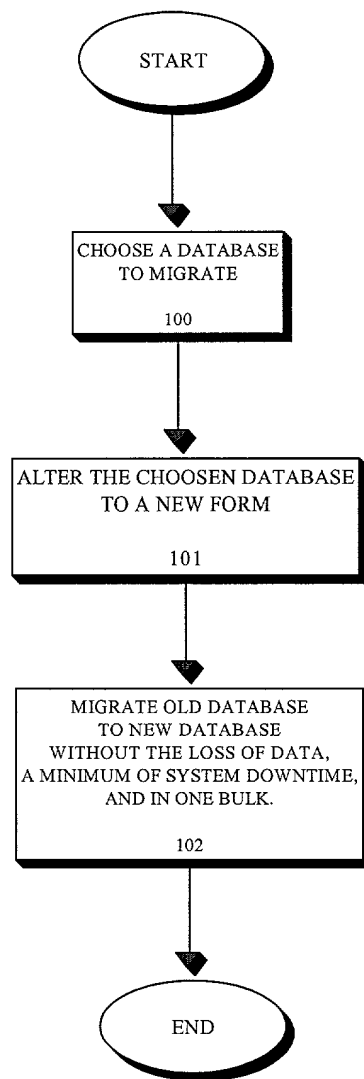 START
CHOOSE A DATABASE
TO MIGRATE
100
ALTER THE CHOOSEN DATABASE
TO A NEW FORM
101
MIGRATE OLD DATABASE
TO NEW DATABASE
WITHOUT THE LOSS OF DATA,
A MINIMUM OF SYSTEM DOWNTIME,
AND IN ONE BULK.
102
END